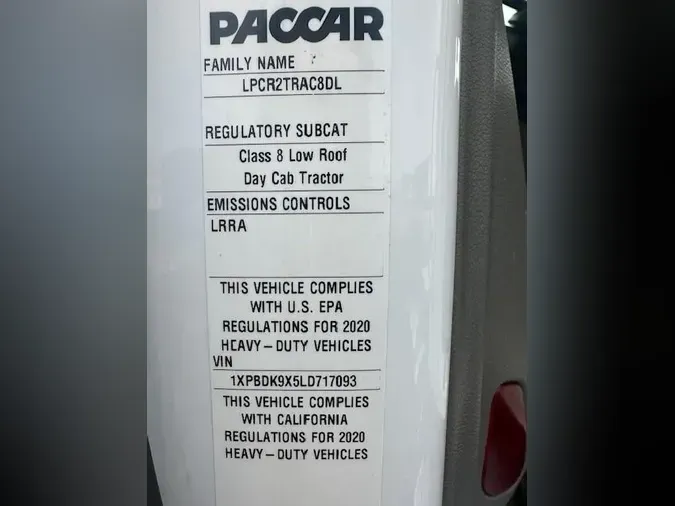 PACCAR
FAMILY NAME
LPCR2TRAC8DL
REGULATORY SUBCAT
Class 8 Low Roof
Day Cab Tractor
EMISSIONS CONTROLS
LRRA
THIS VEHICLE COMPLIES
WITH U.S. EPA
REGULATIONS FOR 2020
HEAVY-DUTY VEHICLES
VIN
1XPBDK9X5LD717093
THIS VEHICLE COMPLIES
WITH CALIFORNIA
REGULATIONS FOR 2020
HEAVY-DUTY VEHICLES